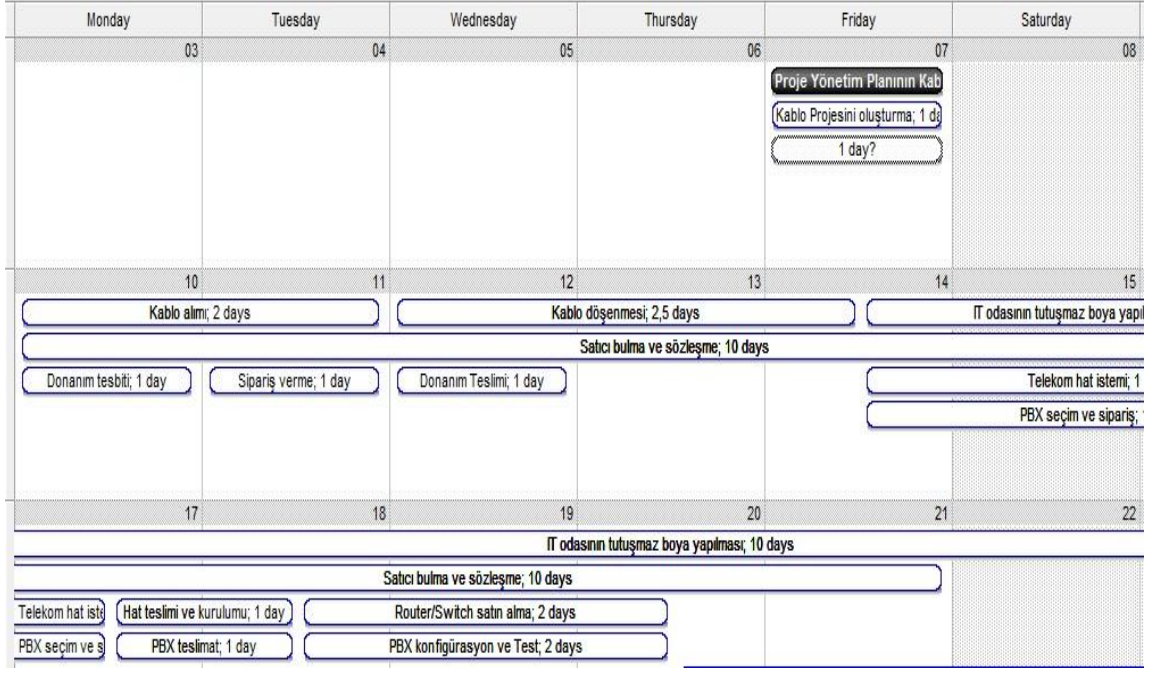 Monday Tuesday Wednesday Thursday Friday Saturday
03 04 05 06 07 08
Proje Yönetim Planının Kab
Kablo Projesini oluşturma; 1 da
1 day?
10 11 12 13 14 15
Kablo alımı; 2 days Kablo döşenmesi; 2,5 days IT odasının tutuşmaz boya yapıl
Satıcı bulma ve sözleşme; 10 days
Donanım tesbiti; 1 day Sipariş verme; 1 day Donanım Teslimi; 1 day Telekom hat istemi; 1
PBX seçim ve sipariş;
17 18 19 20 21 22
IT odasının tutuşmaz boya yapılması; 10 days
Satıcı bulma ve sözleşme; 10 days
Telekom hat iste Hat teslimi ve kurulumu; 1 day Router/Switch satın alma; 2 days
PBX seçim ve s PBX teslimat; 1 day PBX konfigürasyon ve Test; 2 days